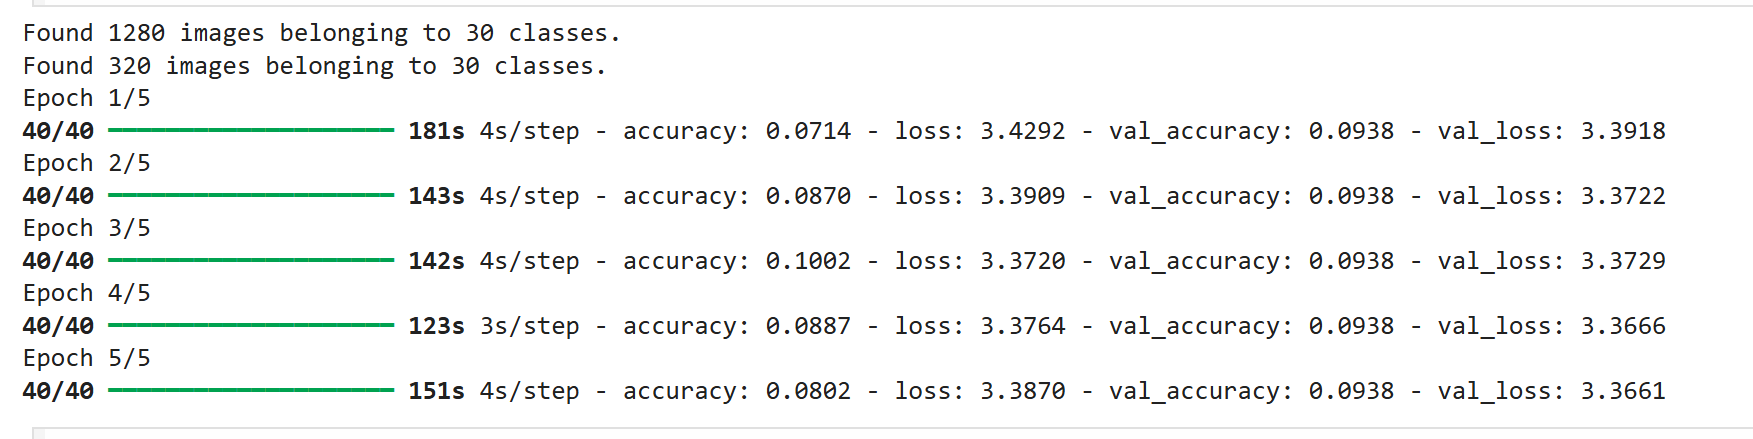 Found 1280 images belonging to 30 classes.
Found 320 images belonging to 30 classes.
Epoch 1/5
40/40 ━━━━━━━━━━━━━━━━━━━━ 181s 4s/step - accuracy: 0.0714 - loss: 3.4292 - val_accuracy: 0.0938 - val_loss: 3.3918
Epoch 2/5
40/40 ━━━━━━━━━━━━━━━━━━━━ 143s 4s/step - accuracy: 0.0870 - loss: 3.3909 - val_accuracy: 0.0938 - val_loss: 3.3722
Epoch 3/5
40/40 ━━━━━━━━━━━━━━━━━━━━ 142s 4s/step - accuracy: 0.1002 - loss: 3.3720 - val_accuracy: 0.0938 - val_loss: 3.3729
Epoch 4/5
40/40 ━━━━━━━━━━━━━━━━━━━━ 123s 3s/step - accuracy: 0.0887 - loss: 3.3764 - val_accuracy: 0.0938 - val_loss: 3.3666
Epoch 5/5
40/40 ━━━━━━━━━━━━━━━━━━━━ 151s 4s/step - accuracy: 0.0802 - loss: 3.3870 - val_accuracy: 0.0938 - val_loss: 3.3661